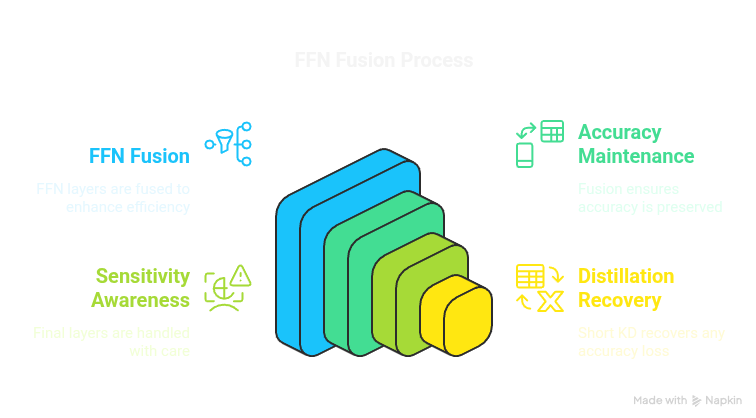 FFN Fusion Process
FFN Fusion
FFN layers are fused to
enhance efficiency
Accuracy
Maintenance
Fusion ensures
accuracy is preserved
Sensitivity
Awareness
Final layers are handled
with care
Distillation
Recovery
Short KD recovers any
accuracy loss
Made with Napkin